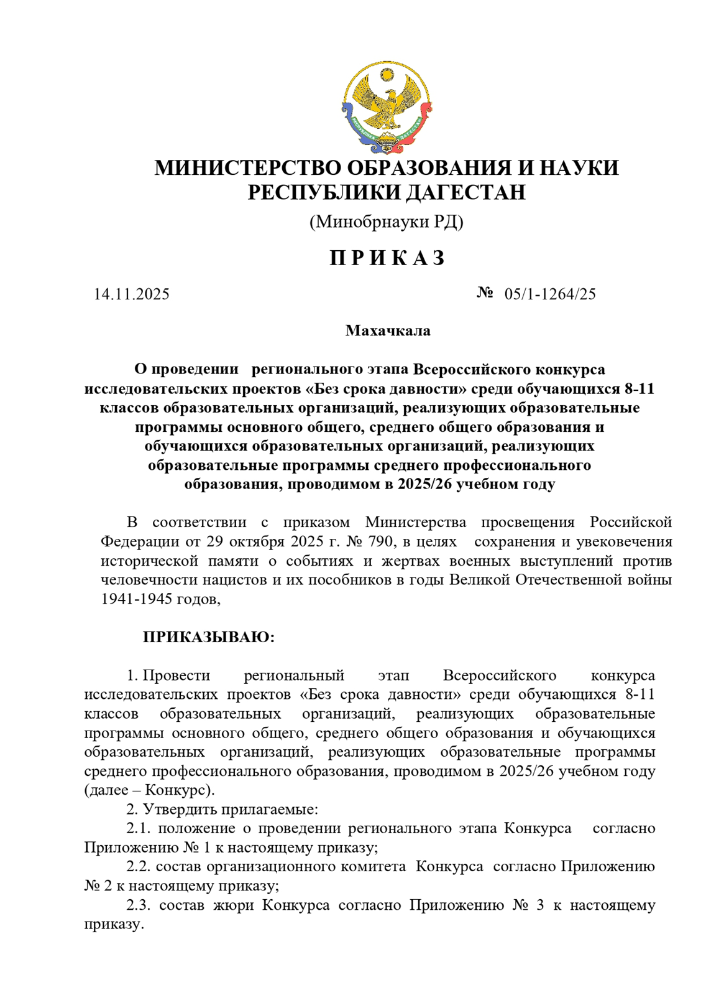 РЕСПУБЛИКА ДАГЕСТАН
МИНИСТЕРСТВО ОБРАЗОВАНИЯ И НАУКИ
РЕСПУБЛИКИ ДАГЕСТАН
(Минобрнауки РД)
П Р И К А З
14.11.2025 № 05/1-1264/25
Махачкала
О проведении регионального этапа Всероссийского конкурса
исследовательских проектов «Без срока давности» среди обучающихся 8-11
классов образовательных организаций, реализующих образовательные
программы основного общего, среднего общего образования и
обучающихся образовательных организаций, реализующих
образовательные программы среднего профессионального
образования, проводимом в 2025/26 учебном году
В соответствии с приказом Министерства просвещения Российской
Федерации от 29 октября 2025 г. № 790, в целях сохранения и увековечения
исторической памяти о событиях и жертвах военных выступлений против
человечности нацистов и их пособников в годы Великой Отечественной войны
1941-1945 годов,
ПРИКАЗЫВАЮ:
1. Провести региональный этап Всероссийского конкурса
исследовательских проектов «Без срока давности» среди обучающихся 8-11
классов образовательных организаций, реализующих образовательные
программы основного общего, среднего общего образования и обучающихся
образовательных организаций, реализующих образовательные программы
среднего профессионального образования, проводимом в 2025/26 учебном году
(далее – Конкурс).
2. Утвердить прилагаемые:
2.1. положение о проведении регионального этапа Конкурса согласно
Приложению № 1 к настоящему приказу;
2.2. состав организационного комитета Конкурса согласно Приложению
№ 2 к настоящему приказу;
2.3. состав жюри Конкурса согласно Приложению № 3 к настоящему
приказу.